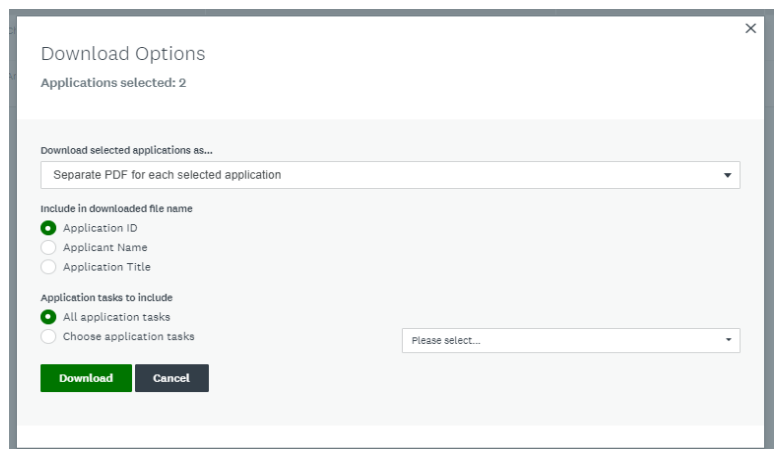 Download Options
Applications selected: 2
Download selected applications as...
Separate PDF for each selected application
Include in downloaded file name
Application ID
Applicant Name
Application Title
Application tasks to include
All application tasks
Choose application tasks
Please select...
Download Cancel